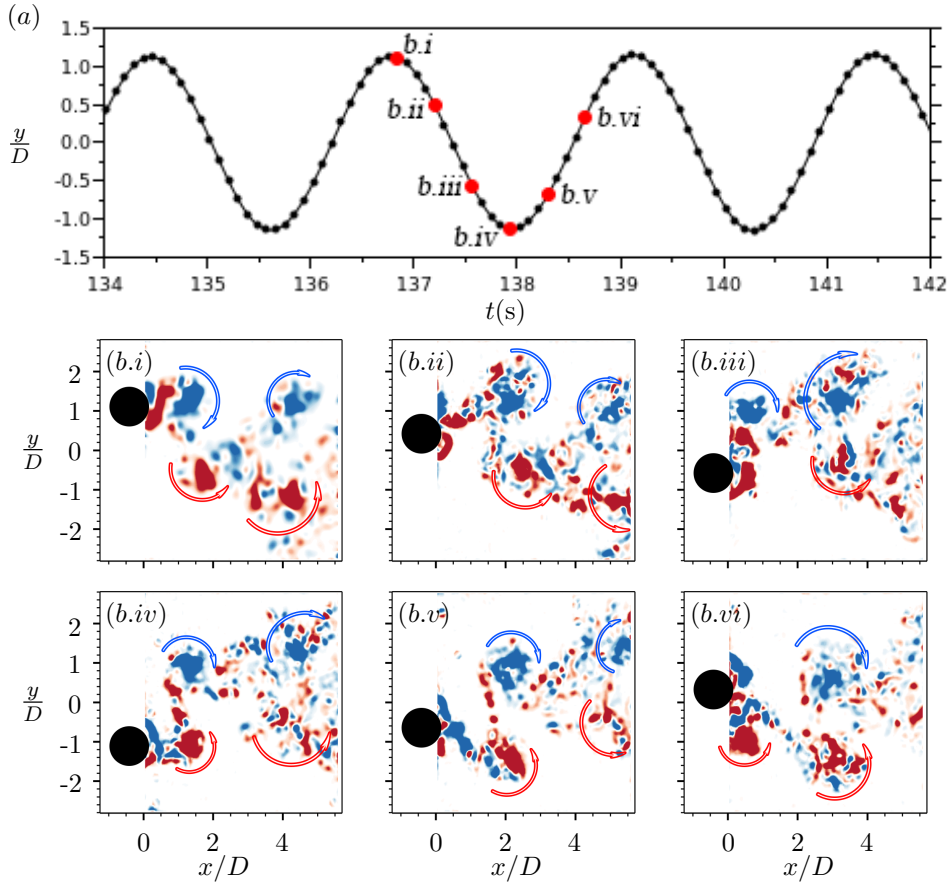 (a)
1.5
1.0
0.5
0.0
-0.5
-1.0
-1.5
y/D
b.i
b.ii
b.iii
b.iv
b.v
b.vi
134 135 136 137 138 139 140 141 142
t(s)
(b.i) (b.ii) (b.iii)
2
1
0
-1
-2
y/D
(b.iv) (b.v) (b.vi)
2
1
0
-1
-2
y/D
0 2 4 0 2 4 0 2 4
x/D x/D x/D